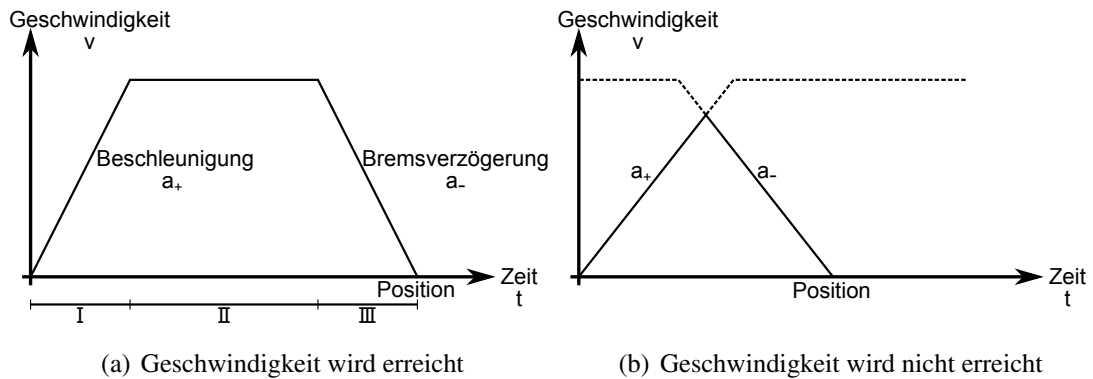 Geschwindigkeit
v
Beschleunigung
a₊
Bremsverzögerung
a₋
Zeit
t
Position
I
II
III
(a) Geschwindigkeit wird erreicht
Geschwindigkeit
v
a₊
a₋
Zeit
t
Position
(b) Geschwindigkeit wird nicht erreicht